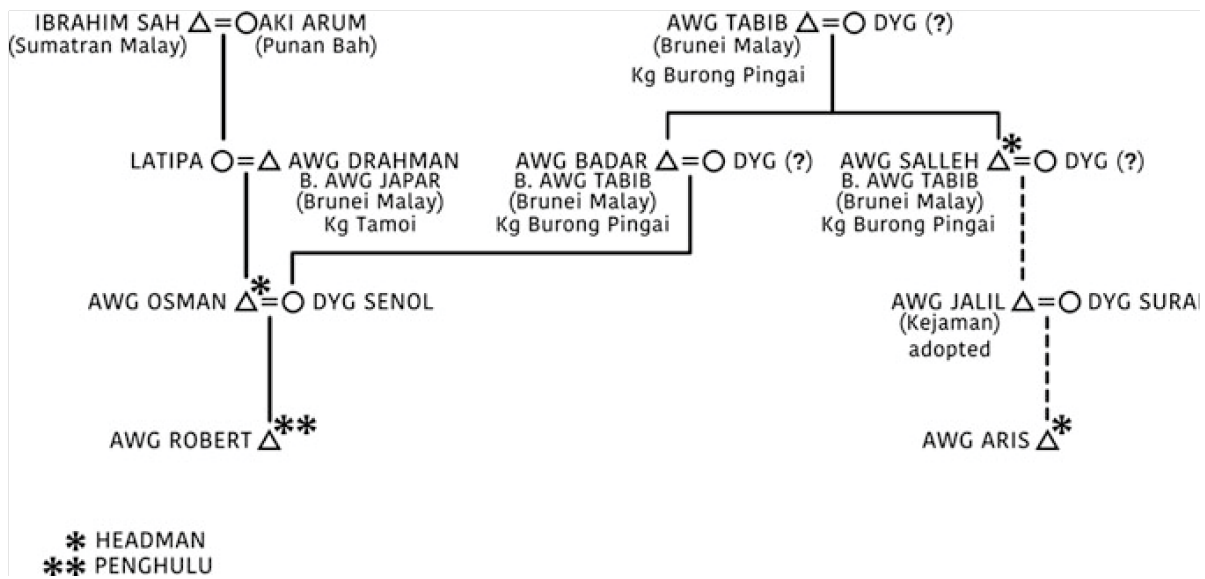 IBRAHIM SAH = AKI ARUM
(Sumatran Malay) (Punan Bah)
AWG TABIB = DYG (?)
(Brunei Malay)
Kg Burong Pingai
LATIPA = AWG DRAHMAN
B. AWG JAPAR
(Brunei Malay)
Kg Tamoi
AWG BADAR = DYG (?)
B. AWG TABIB
(Brunei Malay)
Kg Burong Pingai
AWG SALLEH * = DYG (?)
B. AWG TABIB
(Brunei Malay)
Kg Burong Pingai
AWG OSMAN * = DYG SENOL
AWG JALIL = DYG
(Kejaman)
adopted
AWG ROBERT **
AWG ARIS *
* HEADMAN
** PENGHULU